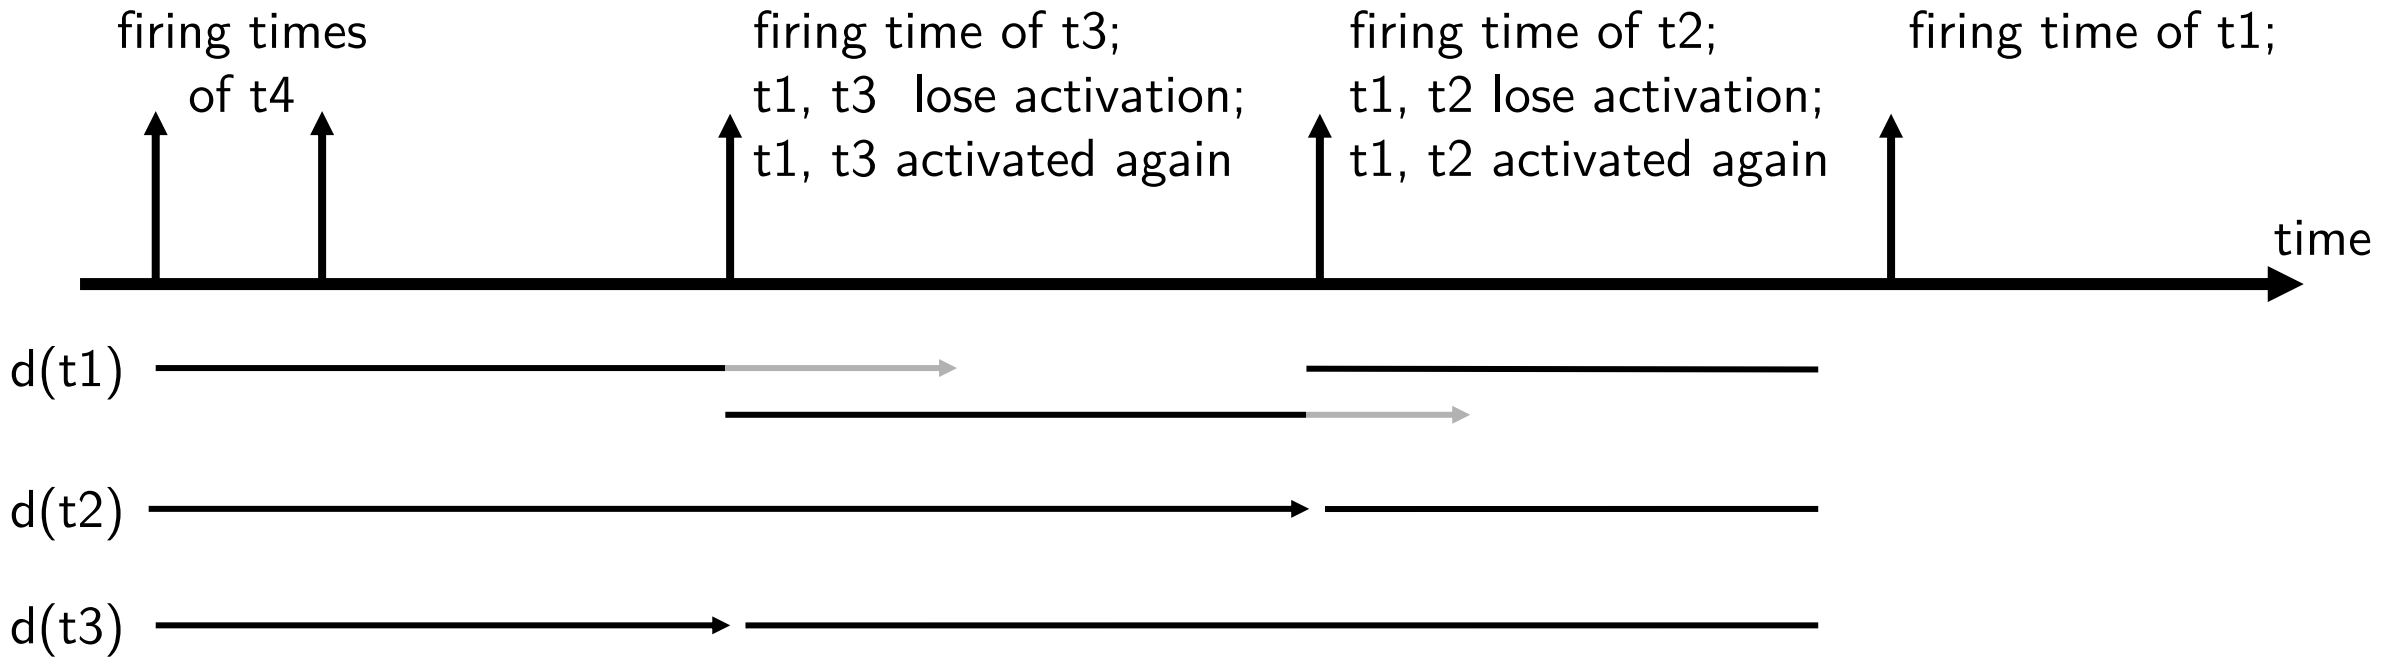 firing times
of t4
firing time of t3;
t1, t3 lose activation;
t1, t3 activated again
firing time of t2;
t1, t2 lose activation;
t1, t2 activated again
firing time of t1;
time
d(t1)
d(t2)
d(t3)